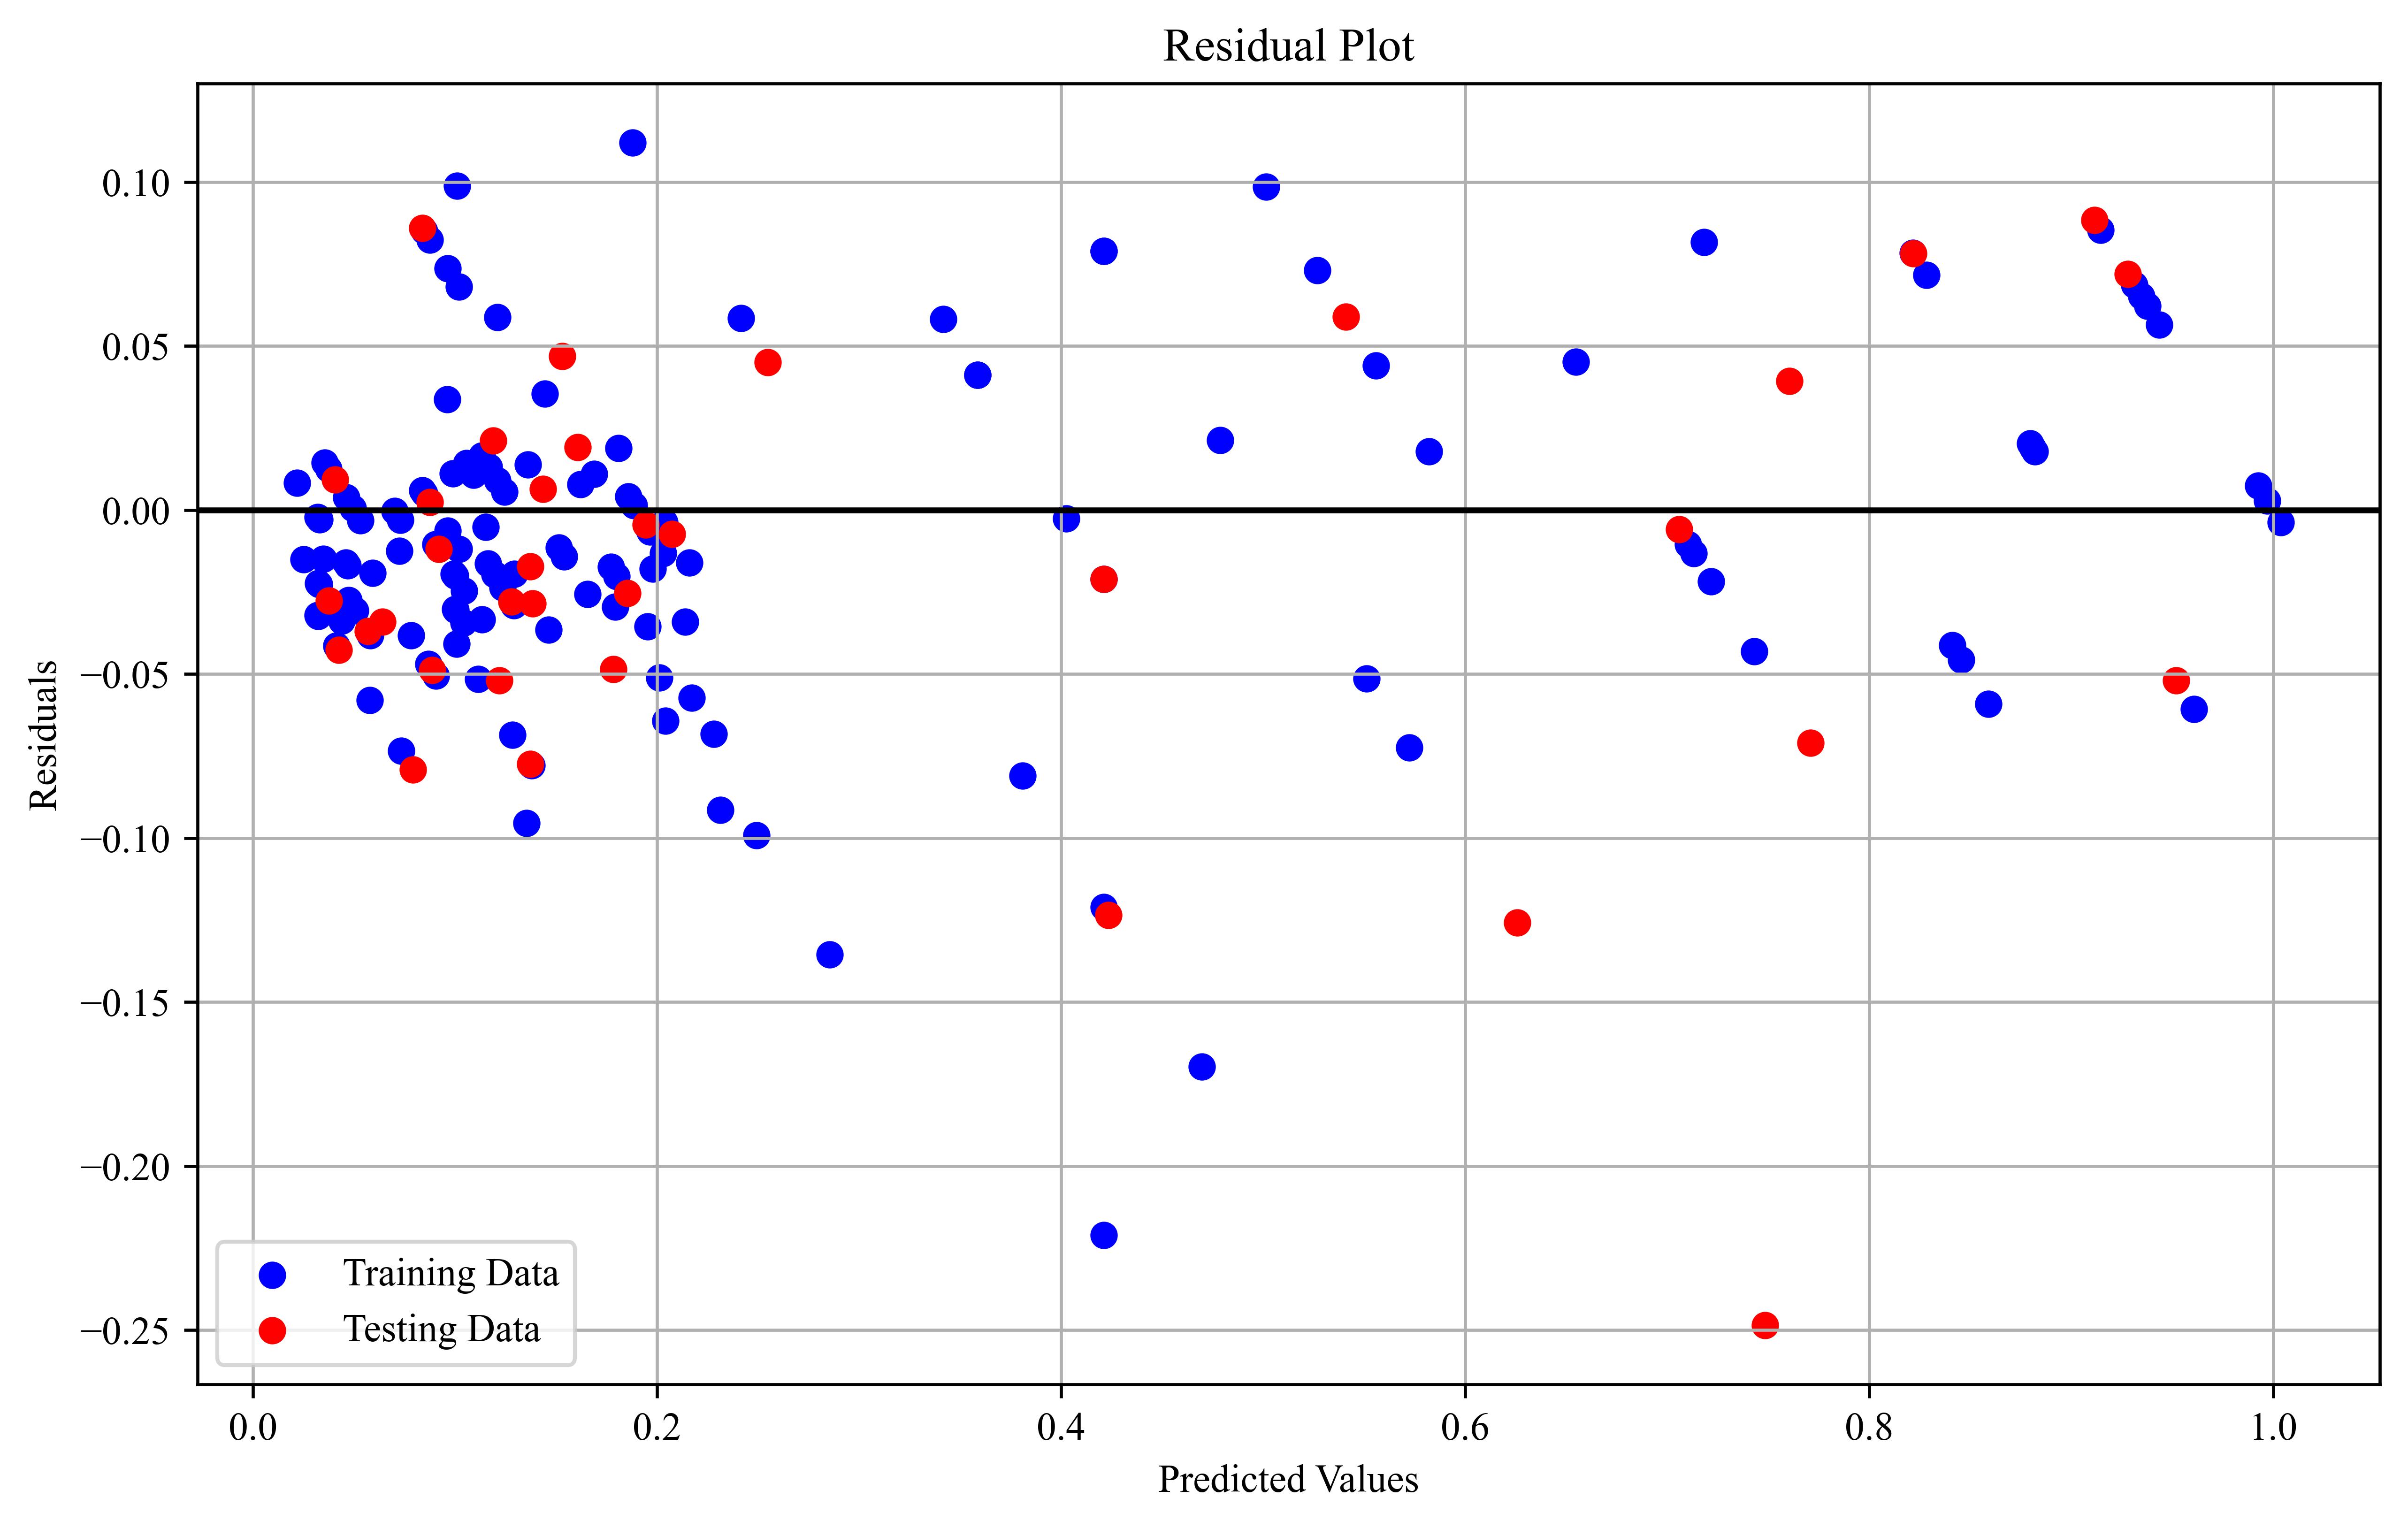 Residual Plot
0.10
0.05
0.00
−0.05
−0.10
−0.15
−0.20
−0.25
Residuals
Training Data
Testing Data
0.0 0.2 0.4 0.6 0.8 1.0
Predicted Values